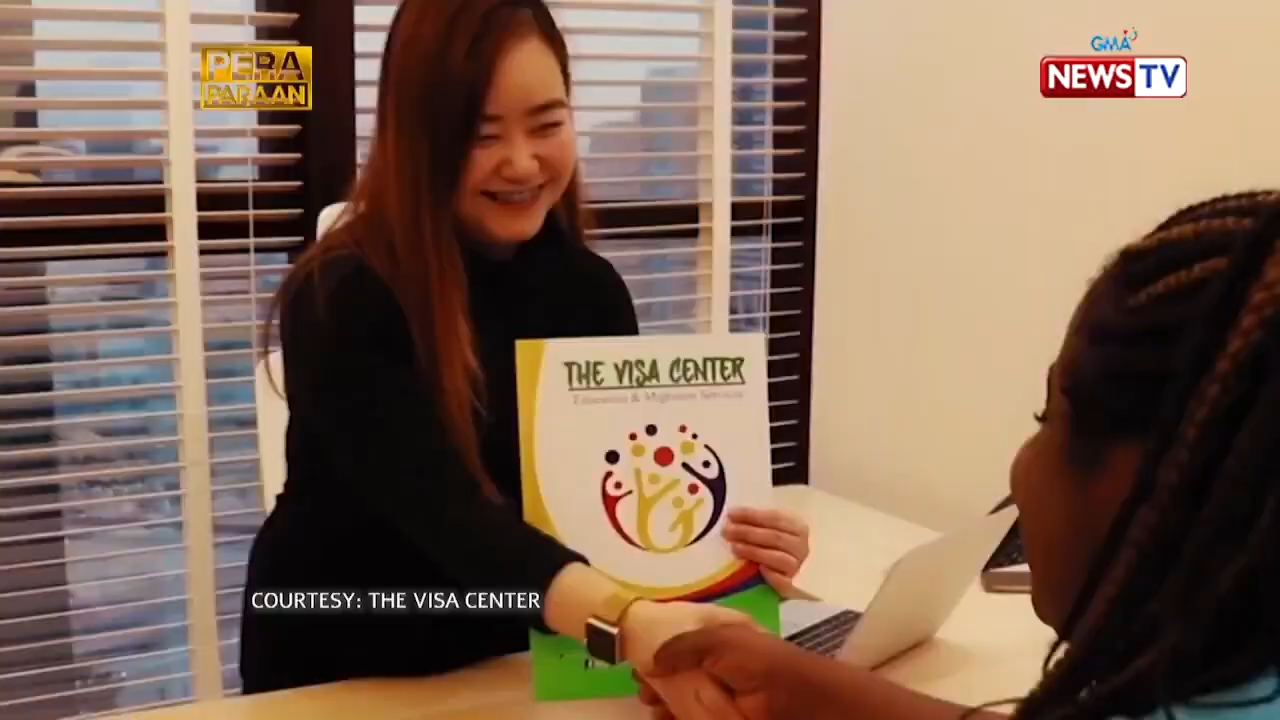 PERA
PARAAN
GMA
NEWS TV
THE VISA CENTER
Education & Migration Services
COURTESY: THE VISA CENTER